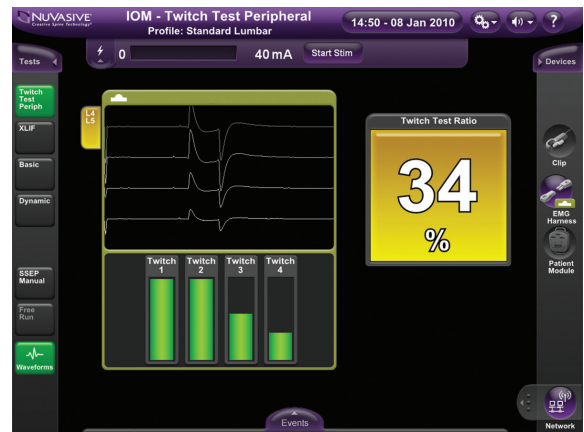 NUVASIVE
Creative Spine Technology
IOM - Twitch Test Peripheral
Profile: Standard Lumbar
14:50 - 08 Jan 2010
?
Tests
0
40 mA
Start Stim
Devices
Twitch
Test
Periph
XLIF
Basic
Dynamic
SSEP
Manual
Free
Run
Waveforms
L4
L5
Twitch
1
Twitch
2
Twitch
3
Twitch
4
Twitch Test Ratio
34
%
Clip
EMG
Harness
Patient
Module
Network
Events